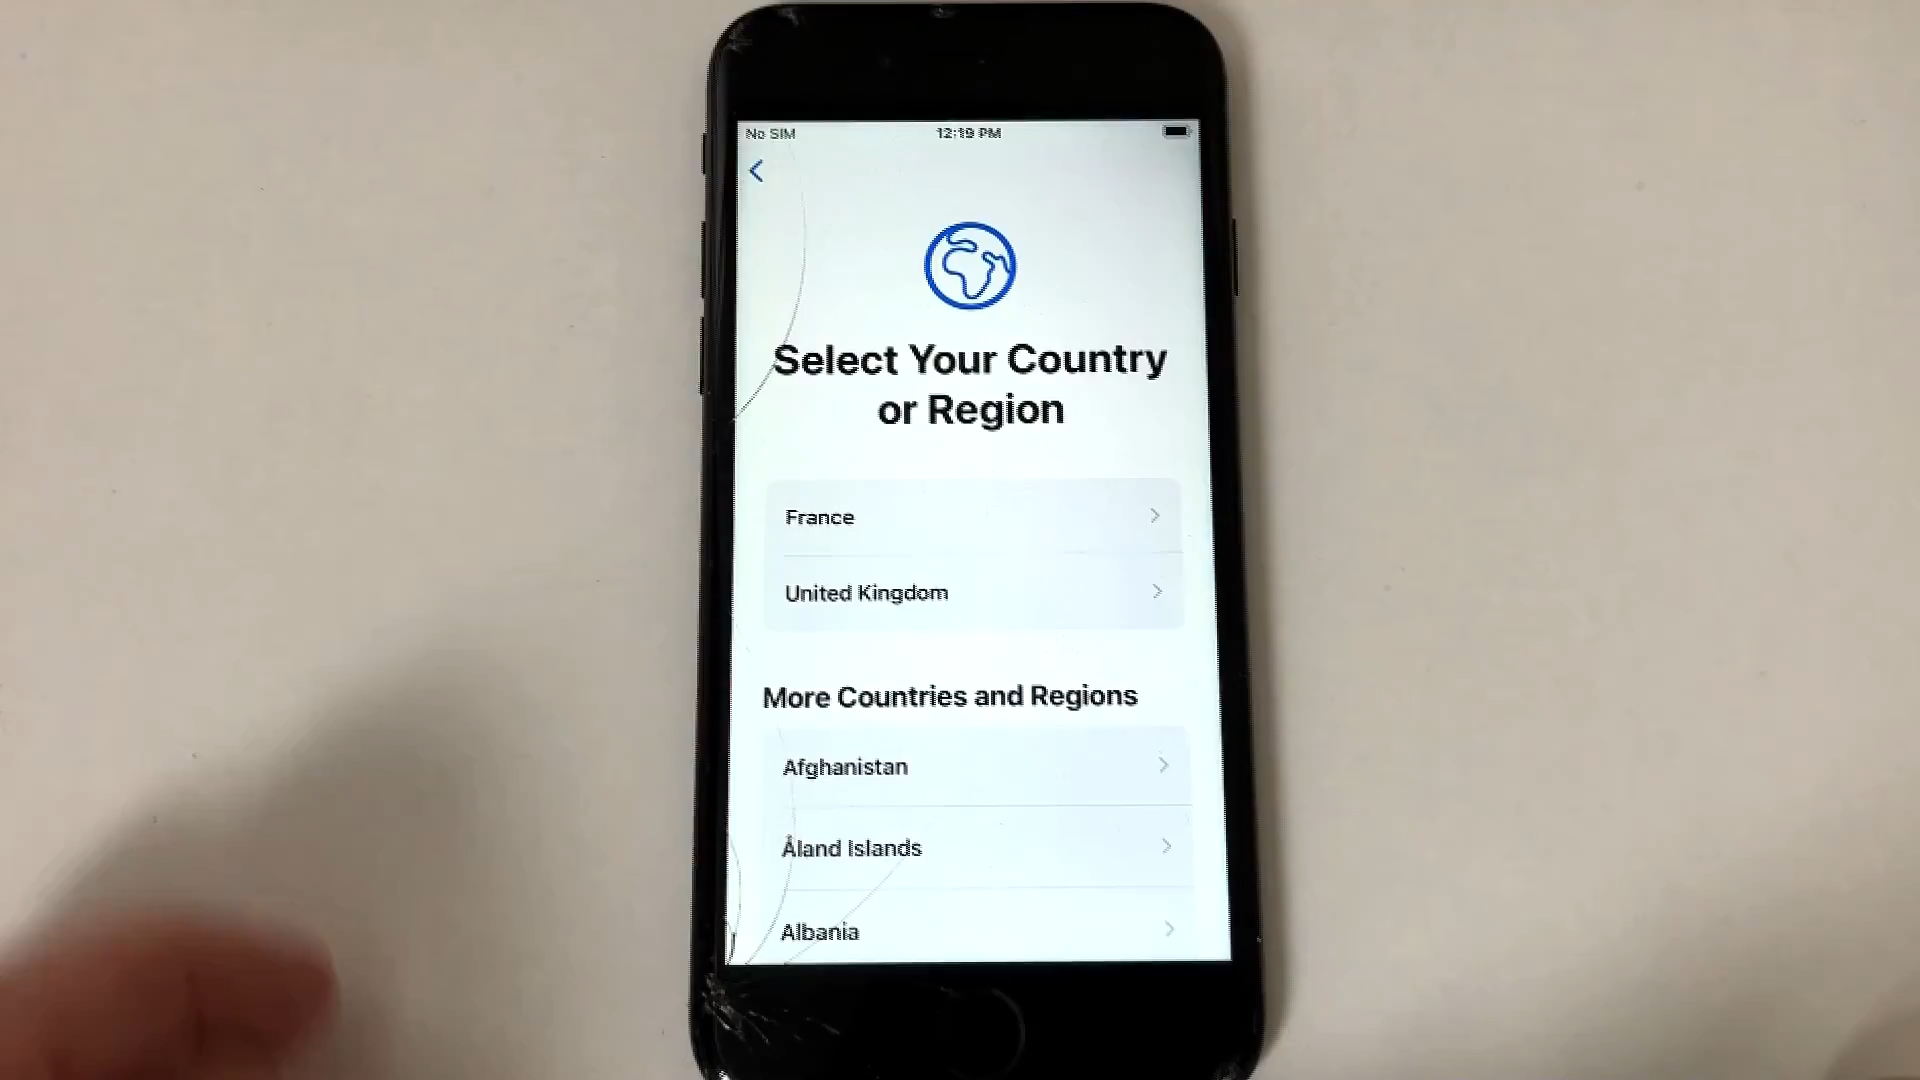 No SIM 12:19 PM
Select Your Country
or Region
France
United Kingdom
More Countries and Regions
Afghanistan
Åland Islands
Albania